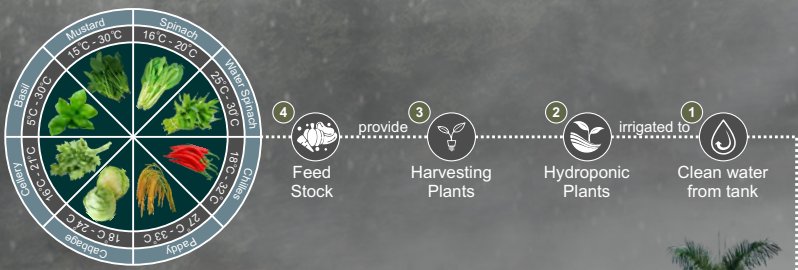 Mustard
15°C - 30°C
Spinach
16°C - 20°C
Water Spinach
25°C - 30°C
Chilies
18°C - 32°C
Paddy
27°C - 33°C
Cabbage
18°C - 24°C
Cellery
16°C - 21°C
Basil
5°C - 30°C
4
Feed
Stock
provide
3
Harvesting
Plants
2
Hydroponic
Plants
irrigated to
1
Clean water
from tank